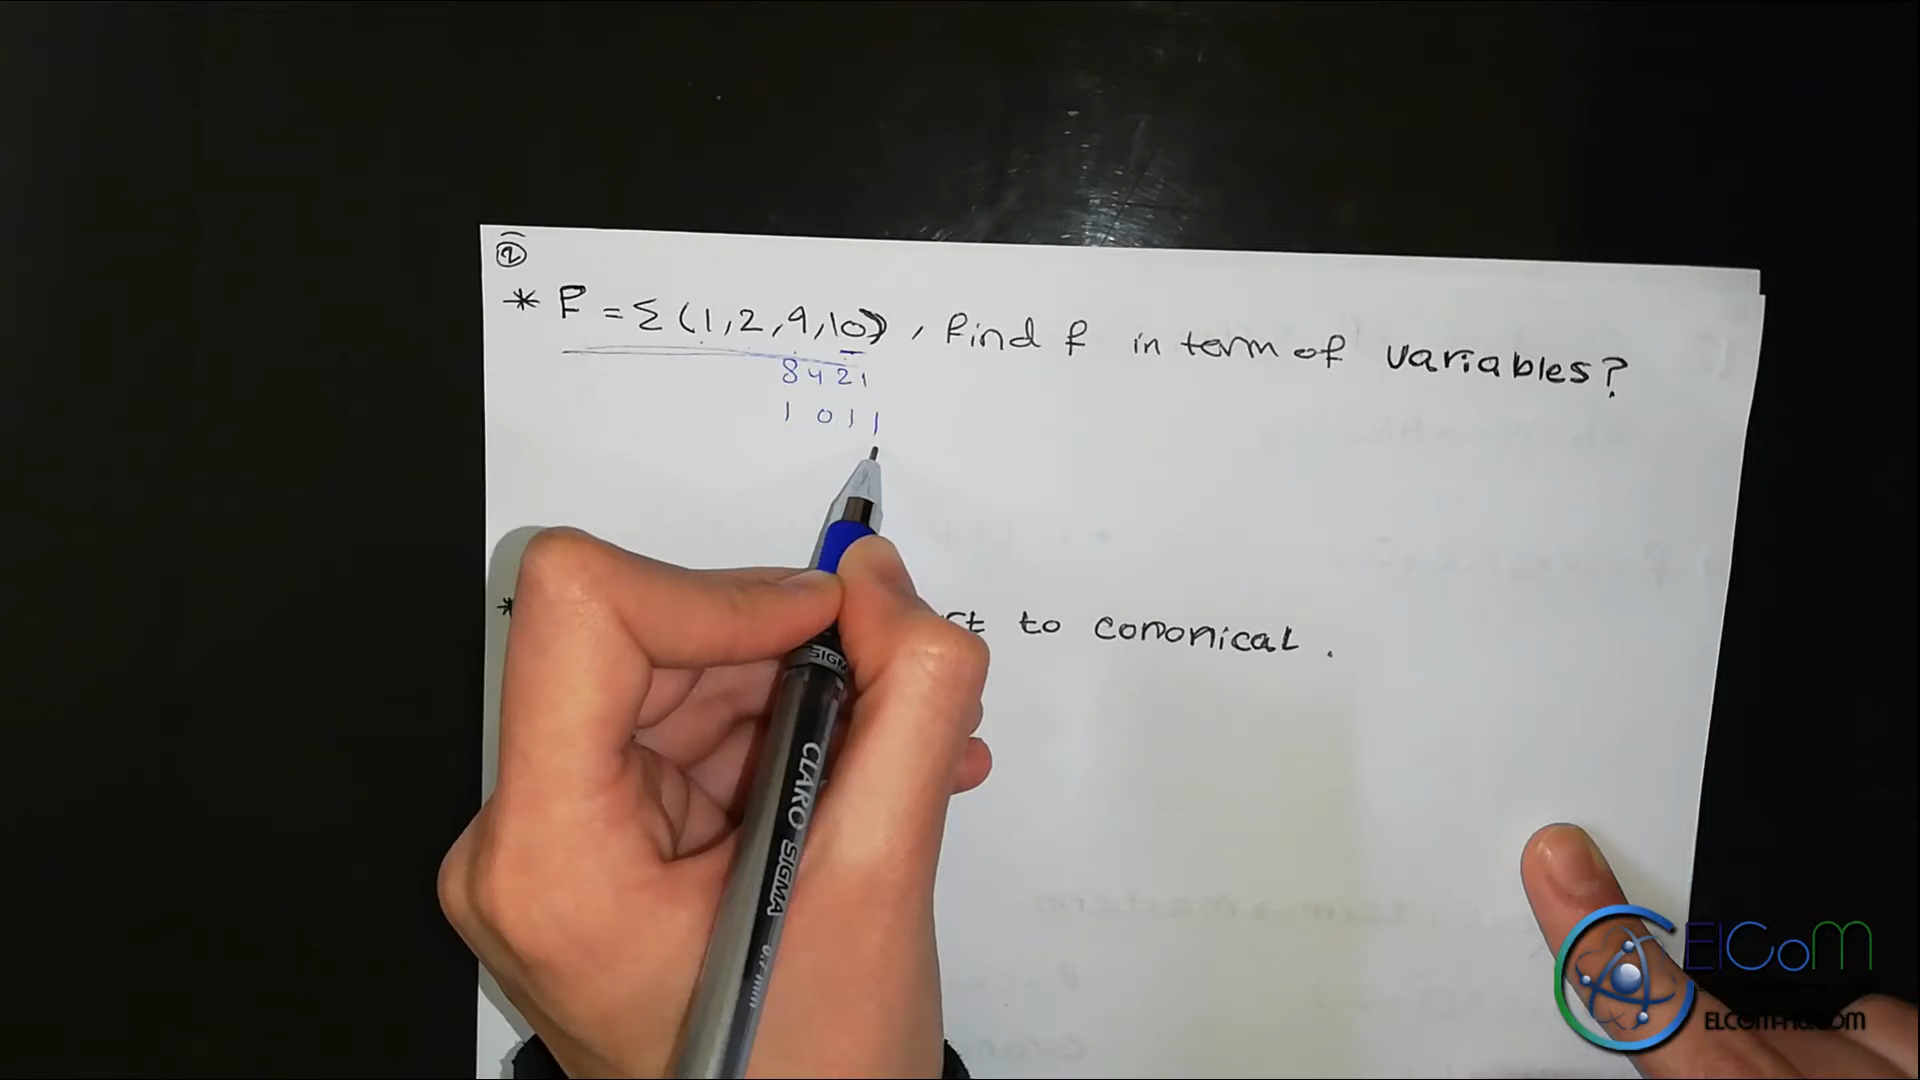 2
* F = Σ (1,2,9,10) , find f in term of variables?
8 4 2 1
1 0 1 1
* to cononical .
CLARO SIGMA
ElCoM